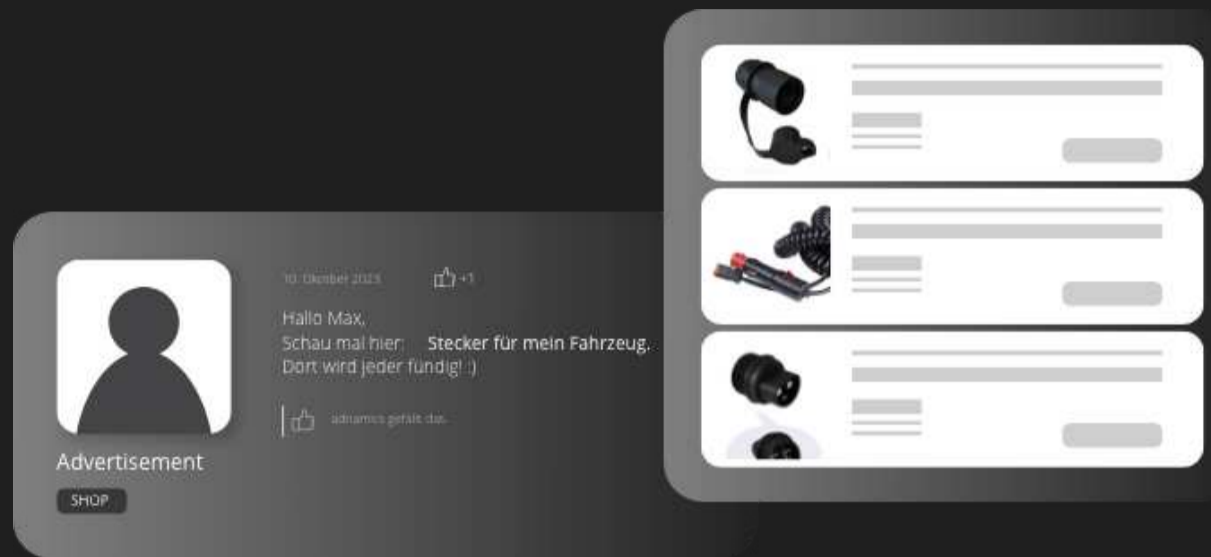 10. Oktober 2023
+1
Hallo Max,
Schau mal hier: Stecker für mein Fahrzeug.
Dort wird jeder fündig! :)
gefällt das.
Advertisement
SHOP